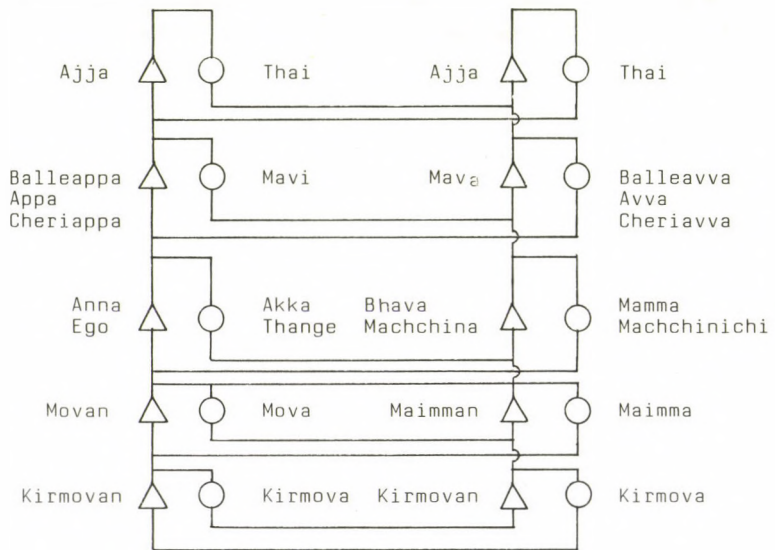 Ajja Thai Ajja Thai
Balleappa Mavi Mava Balleavva
Appa Avva
Cheriappa Cheriavva
Anna Akka Bhava Mamma
Ego Thange Machchina Machchinichi
Movan Mova Maimman Maimma
Kirmovan Kirmova Kirmovan Kirmova